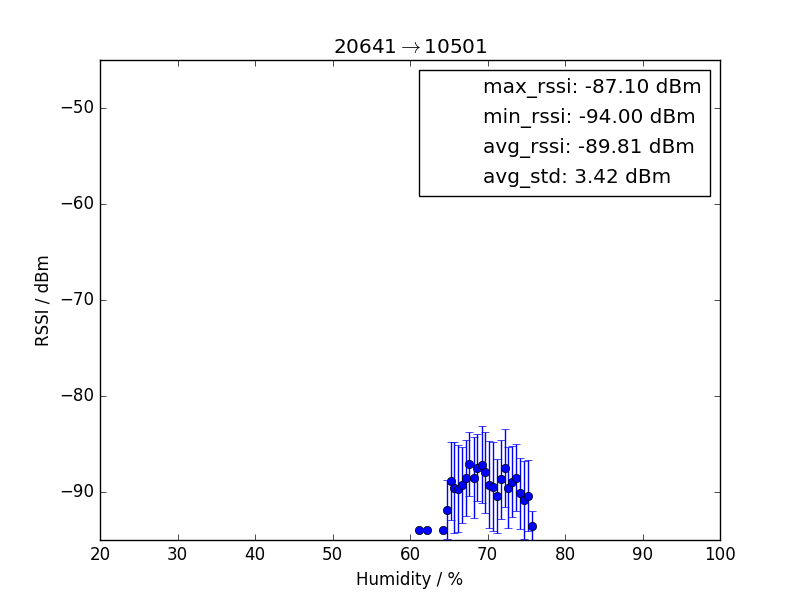 20641→10501
max_rssi: -87.10 dBm
min_rssi: -94.00 dBm
avg_rssi: -89.81 dBm
avg_std: 3.42 dBm
RSSI / dBm
−50
−60
−70
−80
−90
20 30 40 50 60 70 80 90 100
Humidity / %